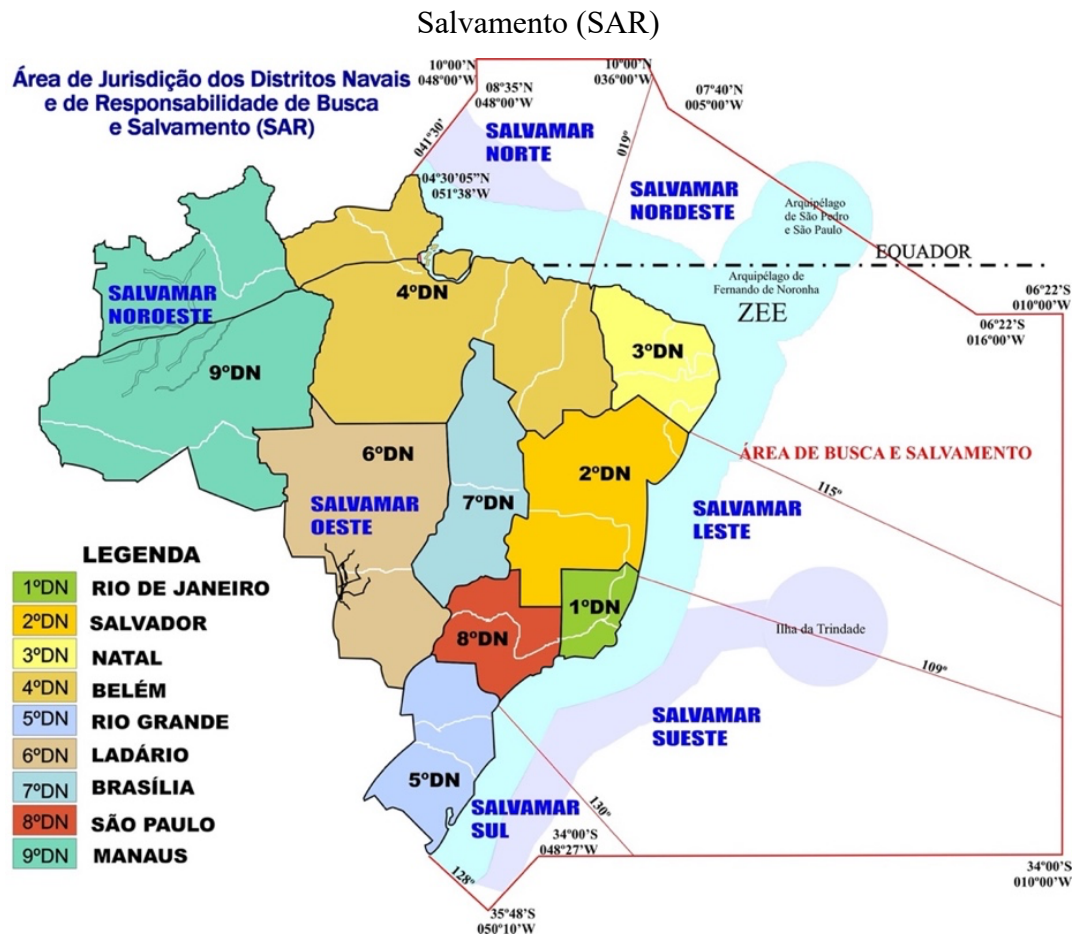 Salvamento (SAR)
Área de Jurisdição dos Distritos Navais
e de Responsabilidade de Busca
e Salvamento (SAR)
10°00'N
048°00'W
08°35'N
048°00'W
10°00'N
036°00'W
07°40'N
005°00'W
041°30'
019°
SALVAMAR
NORTE
04°30'05"N
051°38'W
SALVAMAR
NORDESTE
Arquipélago
de São Pedro
e São Paulo
EQUADOR
Arquipélago de
Fernando de Noronha
ZEE
06°22'S
010°00'W
06°22'S
016°00'W
SALVAMAR
NOROESTE
4ºDN
3ºDN
9ºDN
ÁREA DE BUSCA E SALVAMENTO
6ºDN
2ºDN
7ºDN
115º
SALVAMAR
OESTE
SALVAMAR
LESTE
1ºDN
8ºDN
Ilha da Trindade
109º
SALVAMAR
SUESTE
5ºDN
SALVAMAR
SUL
130º
128º
34°00'S
048°27'W
34°00'S
010°00'W
35°48'S
050°10'W
LEGENDA
1ºDN RIO DE JANEIRO
2ºDN SALVADOR
3ºDN NATAL
4ºDN BELÉM
5ºDN RIO GRANDE
6ºDN LADÁRIO
7ºDN BRASÍLIA
8ºDN SÃO PAULO
9ºDN MANAUS